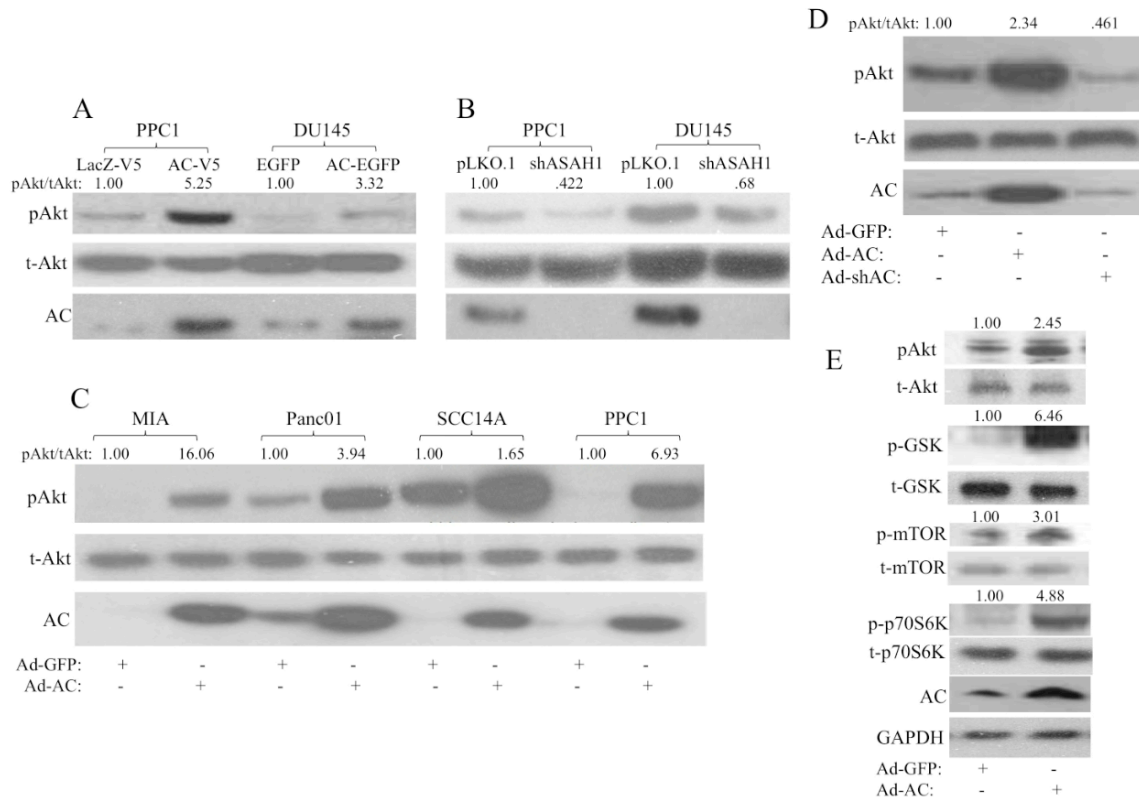 A
PPC1 DU145
LacZ-V5 AC-V5 EGFP AC-EGFP
pAkt/tAkt: 1.00 5.25 1.00 3.32
pAkt
t-Akt
AC
B
PPC1 DU145
pLKO.1 shASAH1 pLKO.1 shASAH1
1.00 .422 1.00 .68
C
MIA Panc01 SCC14A PPC1
pAkt/tAkt: 1.00 16.06 1.00 3.94 1.00 1.65 1.00 6.93
pAkt
t-Akt
AC
Ad-GFP: + - + - + - + -
Ad-AC: - + - + - + - +
D
pAkt/tAkt: 1.00 2.34 .461
pAkt
t-Akt
AC
Ad-GFP: + - -
Ad-AC: - + -
Ad-shAC: - - +
E
1.00 2.45
pAkt
t-Akt
1.00 6.46
p-GSK
t-GSK
1.00 3.01
p-mTOR
t-mTOR
1.00 4.88
p-p70S6K
t-p70S6K
AC
GAPDH
Ad-GFP: + -
Ad-AC: - +